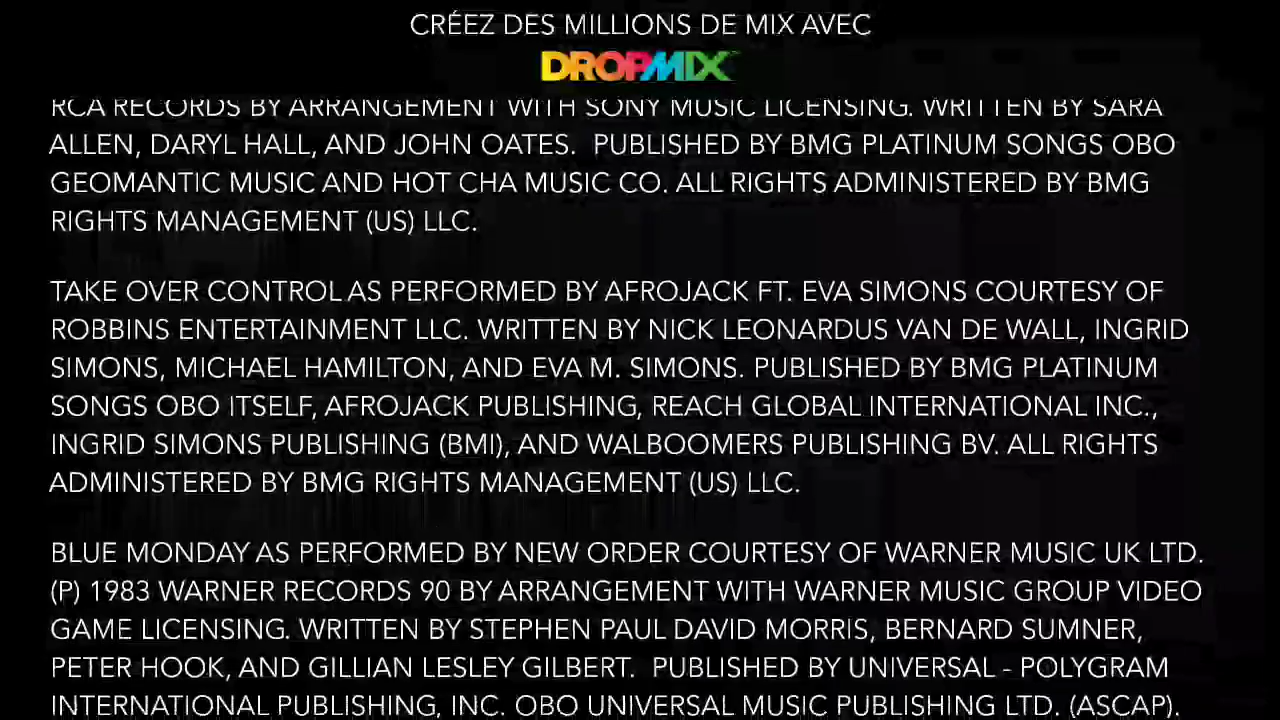 CRÉEZ DES MILLIONS DE MIX AVEC
DROPMIX
RCA RECORDS BY ARRANGEMENT WITH SONY MUSIC LICENSING. WRITTEN BY SARA
ALLEN, DARYL HALL, AND JOHN OATES. PUBLISHED BY BMG PLATINUM SONGS OBO
GEOMANTIC MUSIC AND HOT CHA MUSIC CO. ALL RIGHTS ADMINISTERED BY BMG
RIGHTS MANAGEMENT (US) LLC.
TAKE OVER CONTROL AS PERFORMED BY AFROJACK FT. EVA SIMONS COURTESY OF
ROBBINS ENTERTAINMENT LLC. WRITTEN BY NICK LEONARDUS VAN DE WALL, INGRID
SIMONS, MICHAEL HAMILTON, AND EVA M. SIMONS. PUBLISHED BY BMG PLATINUM
SONGS OBO ITSELF, AFROJACK PUBLISHING, REACH GLOBAL INTERNATIONAL INC.,
INGRID SIMONS PUBLISHING (BMI), AND WALBOOMERS PUBLISHING BV. ALL RIGHTS
ADMINISTERED BY BMG RIGHTS MANAGEMENT (US) LLC.
BLUE MONDAY AS PERFORMED BY NEW ORDER COURTESY OF WARNER MUSIC UK LTD.
(P) 1983 WARNER RECORDS 90 BY ARRANGEMENT WITH WARNER MUSIC GROUP VIDEO
GAME LICENSING. WRITTEN BY STEPHEN PAUL DAVID MORRIS, BERNARD SUMNER,
PETER HOOK, AND GILLIAN LESLEY GILBERT. PUBLISHED BY UNIVERSAL - POLYGRAM
INTERNATIONAL PUBLISHING, INC. OBO UNIVERSAL MUSIC PUBLISHING LTD. (ASCAP).